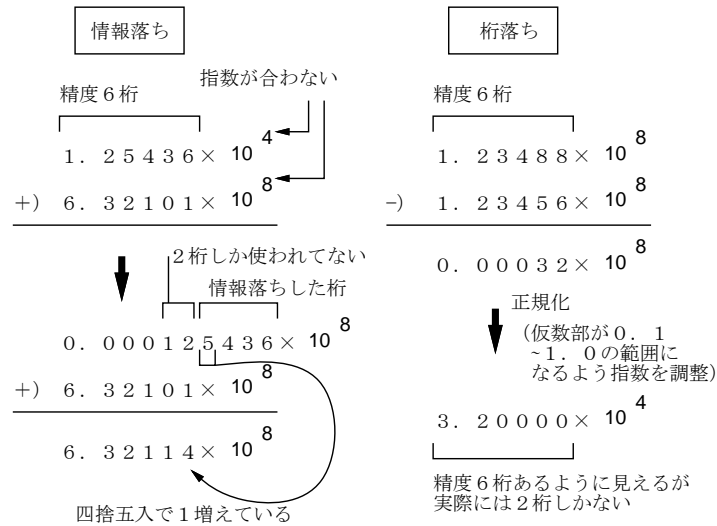 情報落ち
指数が合わない
精度６桁
１．２５４３６× 10 4
＋） ６．３２１０１× 10 8
２桁しか使われてない
情報落ちした桁
０．０００１２５４３６× 10 8
＋） ６．３２１０１× 10 8
６．３２１１４× 10 8
四捨五入で１増えている
桁落ち
精度６桁
１．２３４８８× 10 8
−） １．２３４５６× 10 8
０．０００３２× 10 8
正規化
（仮数部が０．１
~１．０の範囲に
なるよう指数を調整）
３．２００００× 10 4
精度６桁あるように見えるが
実際には２桁しかない